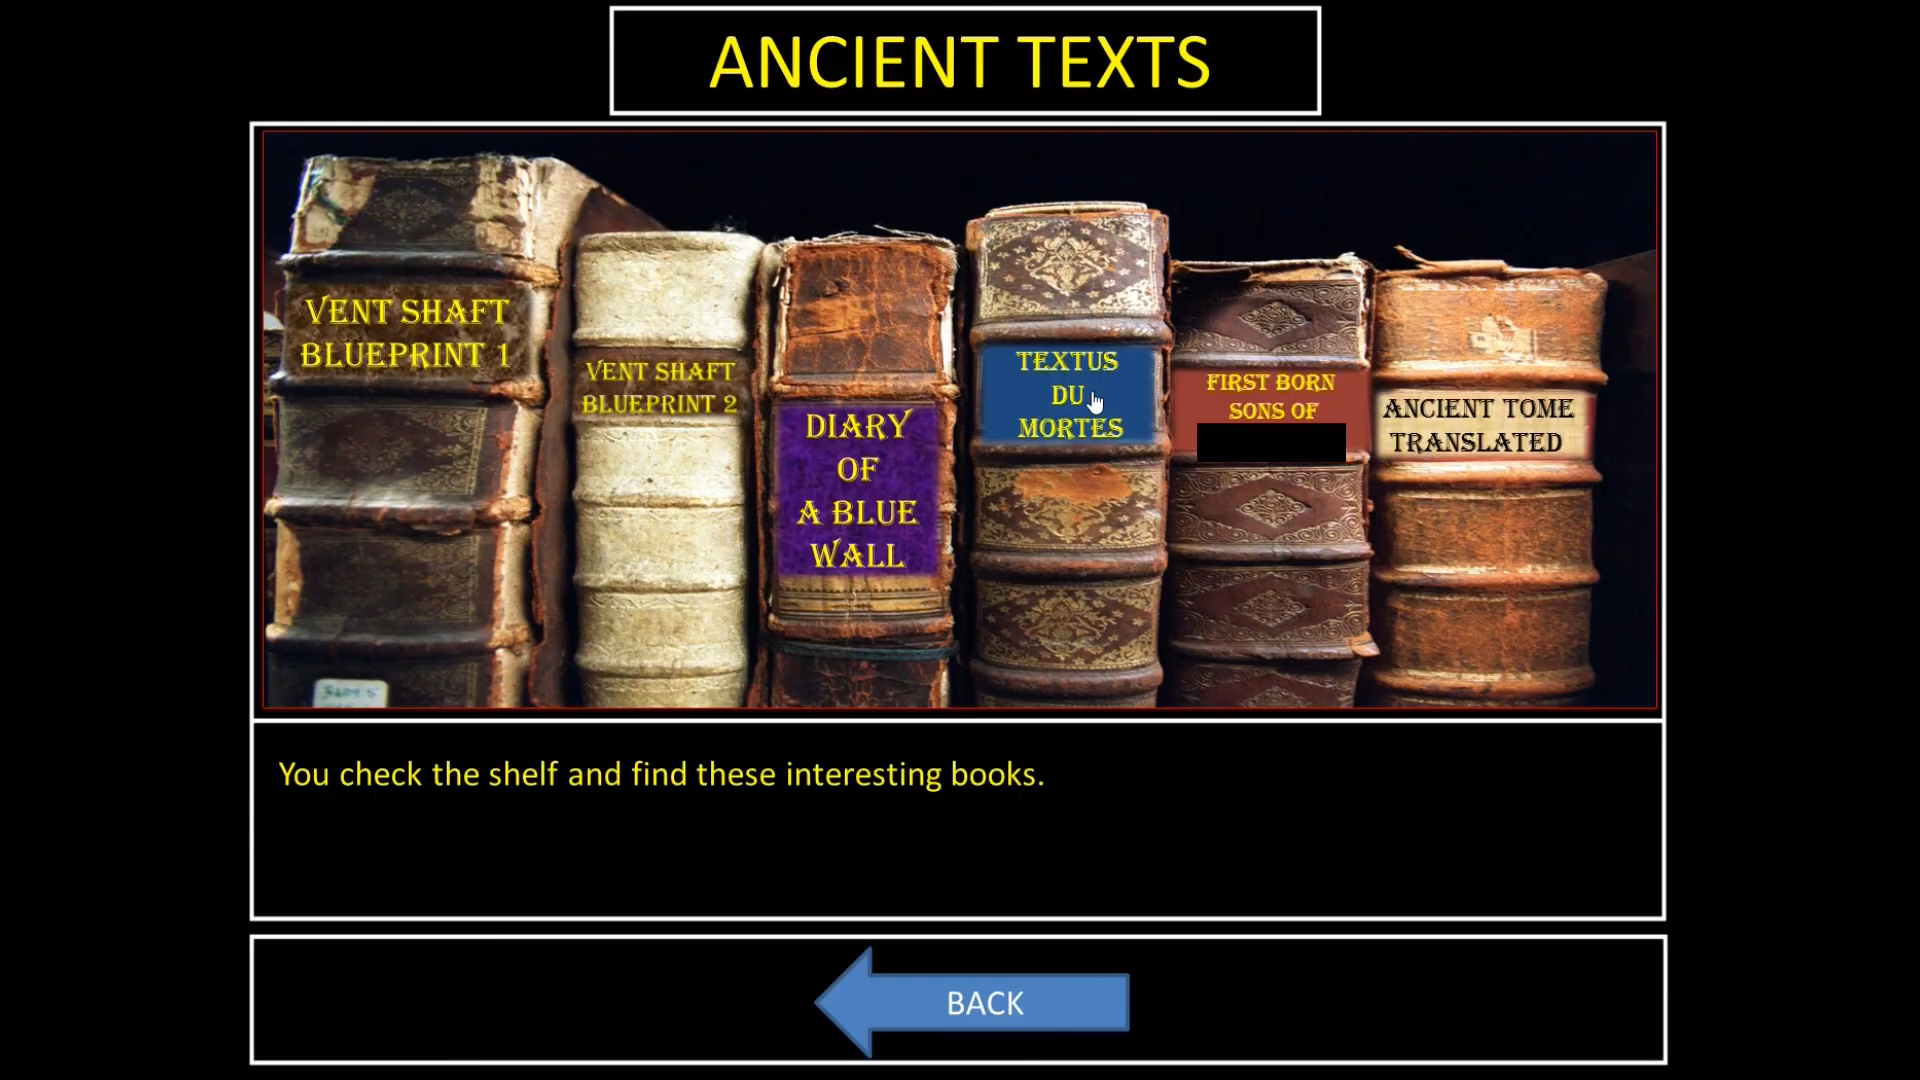 ANCIENT TEXTS
VENT SHAFT
BLUEPRINT 1
VENT SHAFT
BLUEPRINT 2
DIARY
OF
A BLUE
WALL
TEXTUS
DU
MORTES
FIRST BORN
SONS OF
ANCIENT TOME
TRANSLATED
You check the shelf and find these interesting books.
BACK